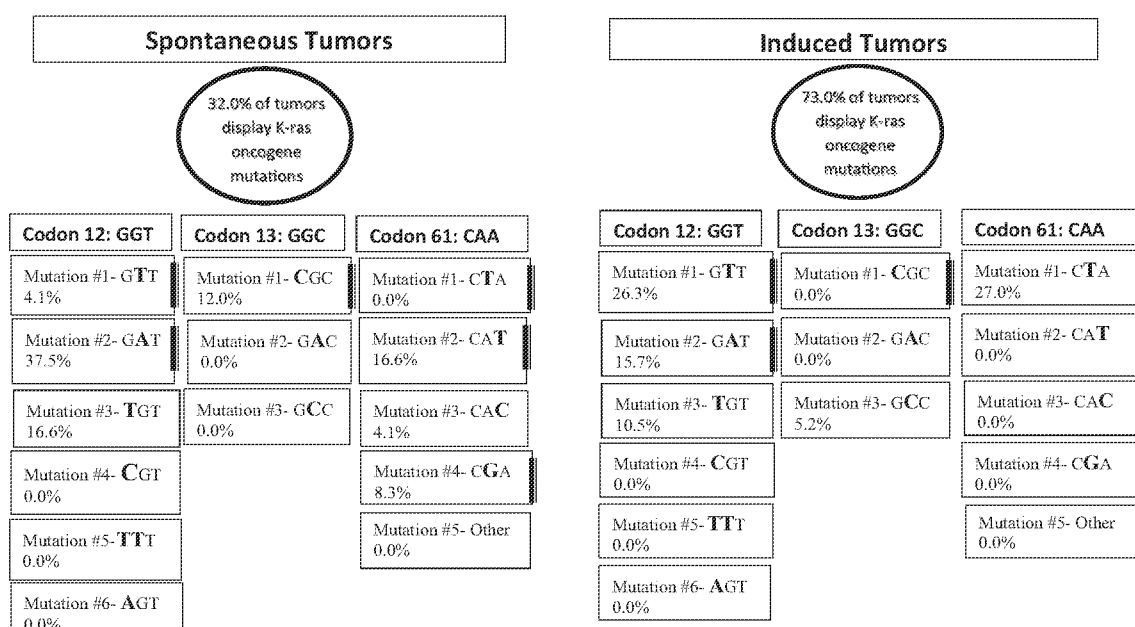 Spontaneous Tumors
32.0% of tumors
display K-ras
oncogene
mutations
Codon 12: GGT
Mutation #1- GTT
4.1%
Mutation #2- GAT
37.5%
Mutation #3- TGT
16.6%
Mutation #4- CGT
0.0%
Mutation #5- TTT
0.0%
Mutation #6- AGT
0.0%
Codon 13: GGC
Mutation #1- CGC
12.0%
Mutation #2- GAC
0.0%
Mutation #3- GCC
0.0%
Codon 61: CAA
Mutation #1- CTA
0.0%
Mutation #2- CAT
16.6%
Mutation #3- CAC
4.1%
Mutation #4- CGA
8.3%
Mutation #5- Other
0.0%
Induced Tumors
73.0% of tumors
display K-ras
oncogene
mutations
Codon 12: GGT
Mutation #1- GTT
26.3%
Mutation #2- GAT
15.7%
Mutation #3- TGT
10.5%
Mutation #4- CGT
0.0%
Mutation #5- TTT
0.0%
Mutation #6- AGT
0.0%
Codon 13: GGC
Mutation #1- CGC
0.0%
Mutation #2- GAC
0.0%
Mutation #3- GCC
5.2%
Codon 61: CAA
Mutation #1- CTA
27.0%
Mutation #2- CAT
0.0%
Mutation #3- CAC
0.0%
Mutation #4- CGA
0.0%
Mutation #5- Other
0.0%